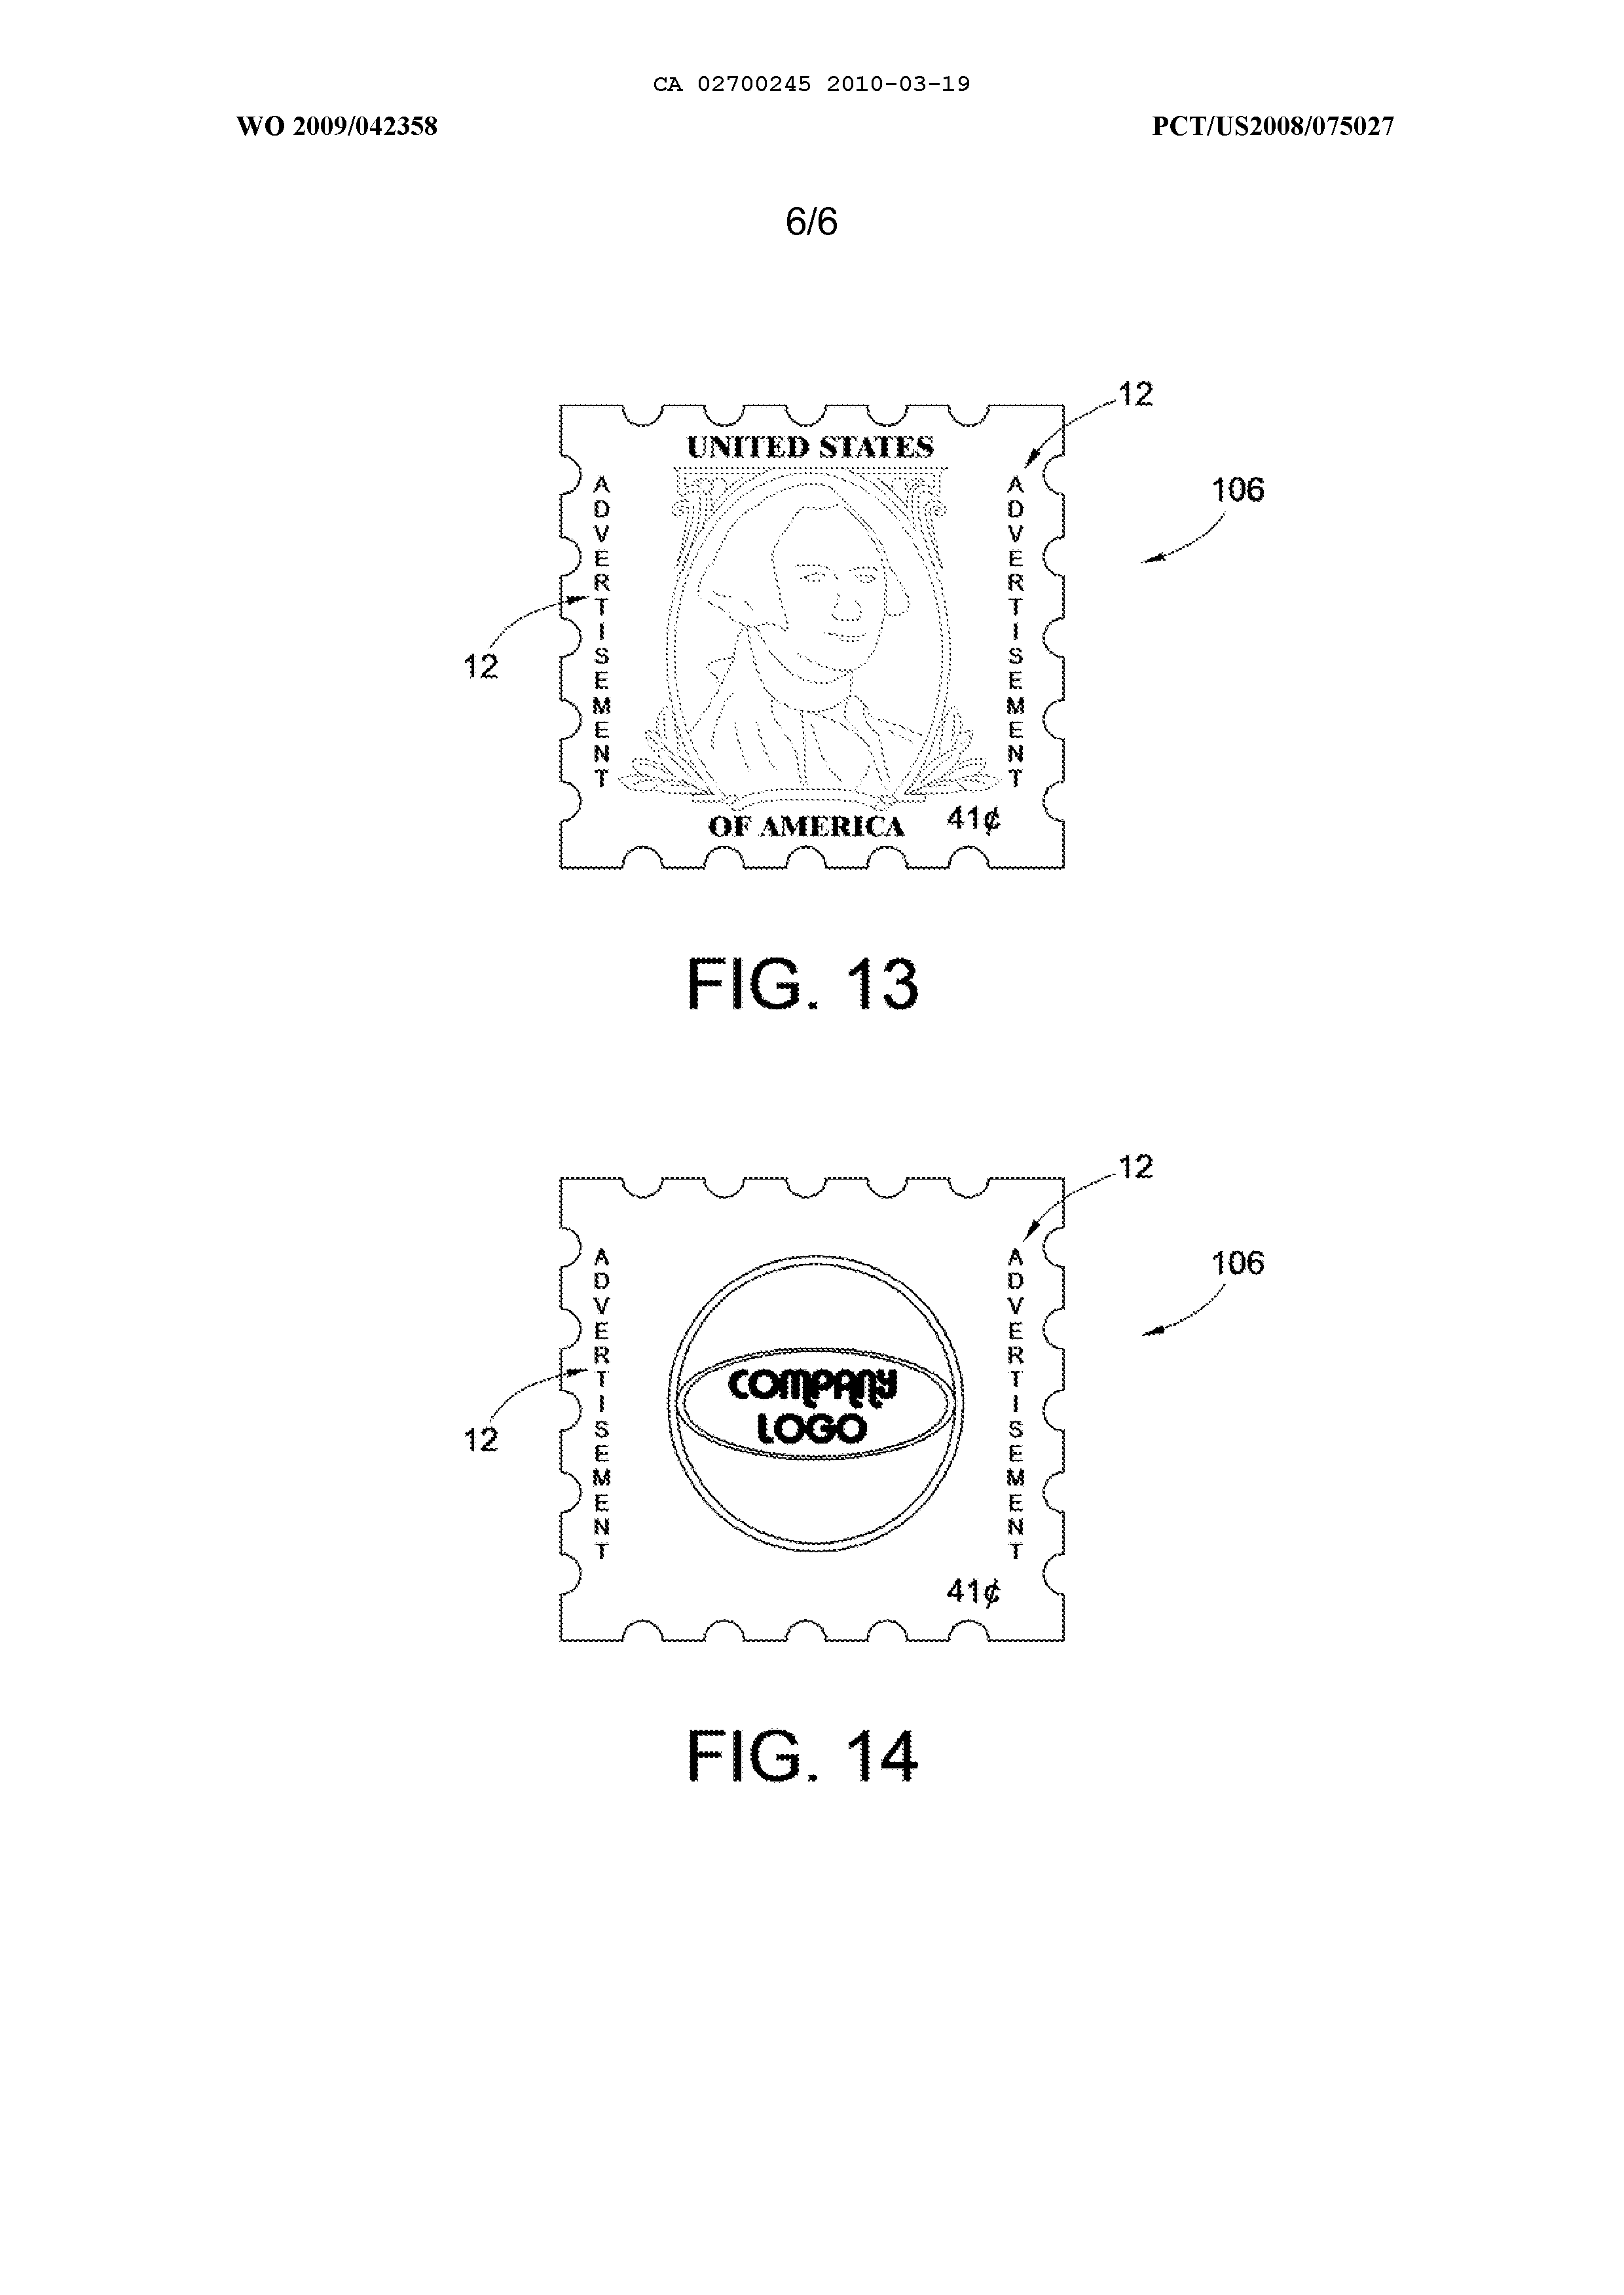 CA 02700245 2010-03-19
WO 2009/042358 PCT/US2008/075027
6/6
12
UNITED STATES
ADVERTISEMENT
ADVERTISEMENT
106
12
OF AMERICA 41¢
FIG. 13
12
ADVERTISEMENT
ADVERTISEMENT
106
COMPANY
LOGO
12
41¢
FIG. 14